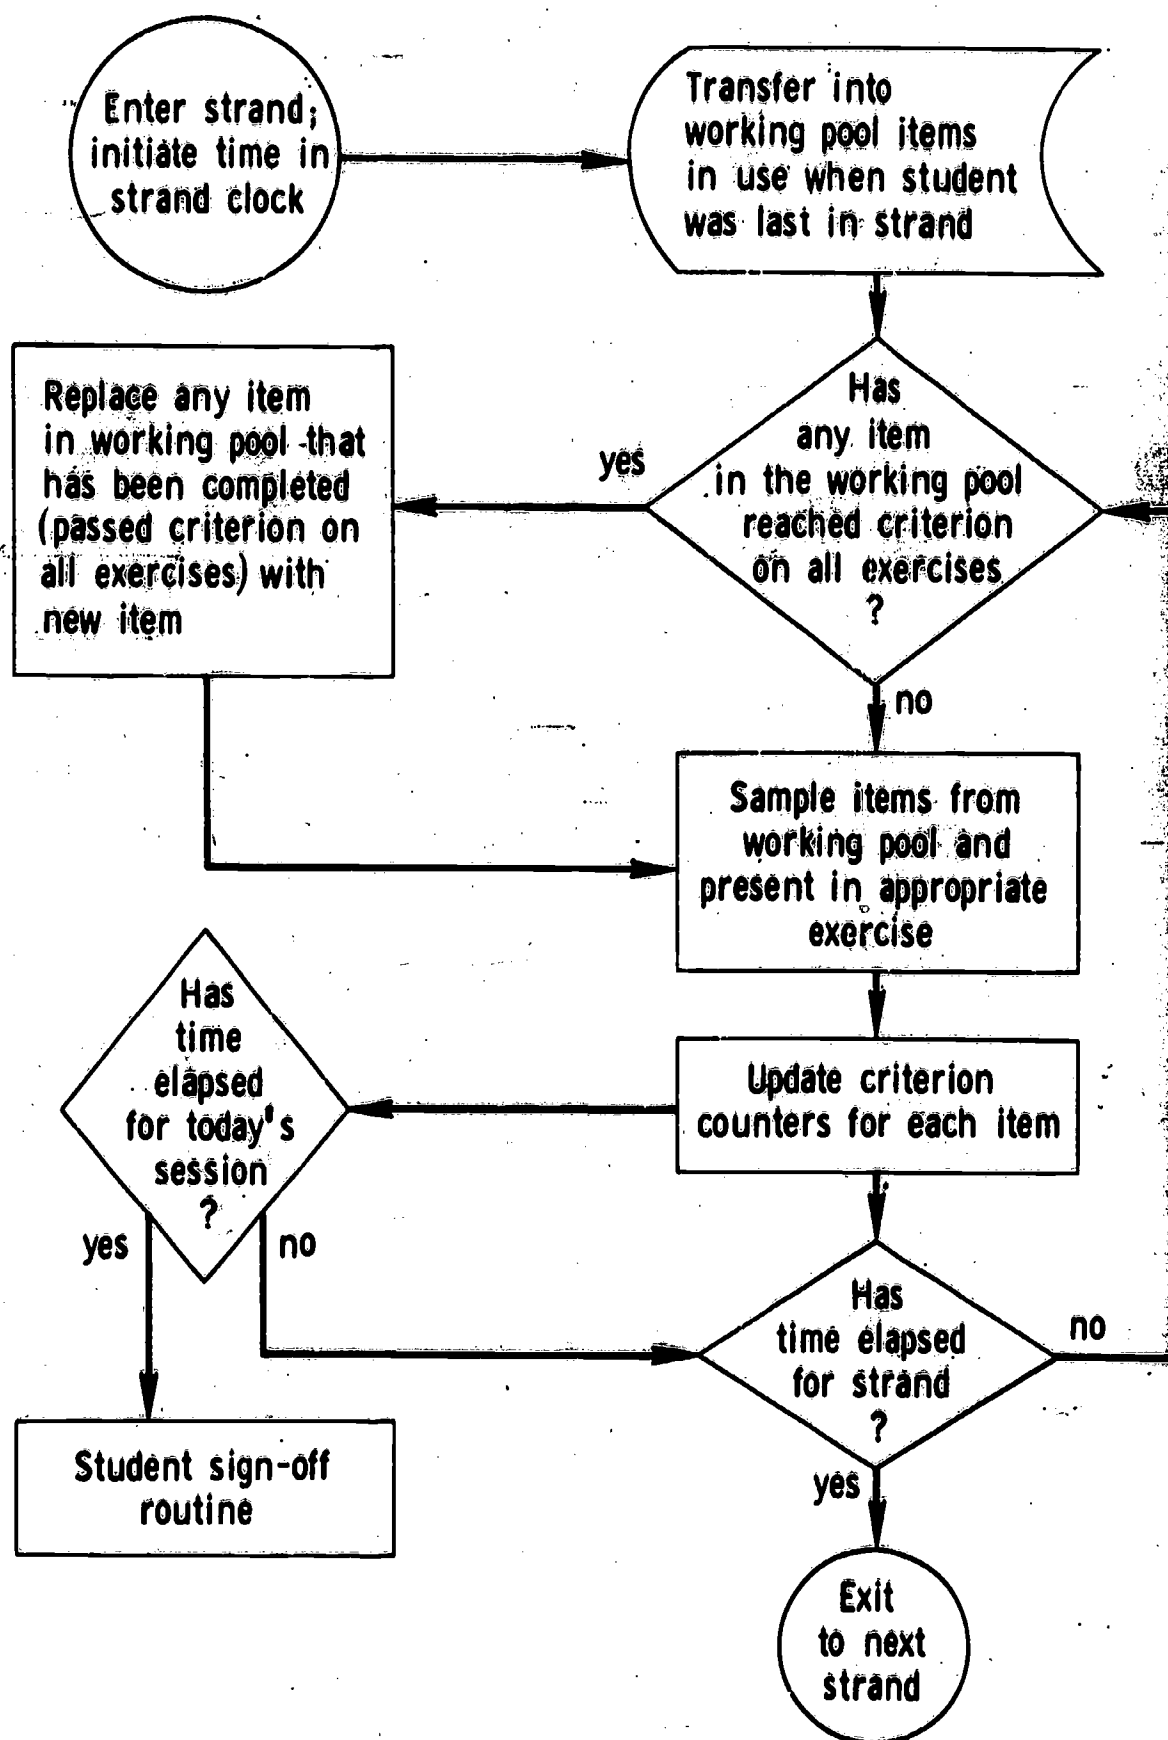 Enter strand;
initiate time in
strand clock
Transfer into
working pool items
in use when student
was last in strand
Has
any item
in the working pool
reached criterion
on all exercises
?
yes
no
Replace any item
in working pool that
has been completed
(passed criterion on
all exercises) with
new item
Sample items from
working pool and
present in appropriate
exercise
Update criterion
counters for each item
Has
time
elapsed
for today's
session
?
yes
no
Has
time elapsed
for strand
?
no
yes
Student sign-off
routine
Exit
to next
strand